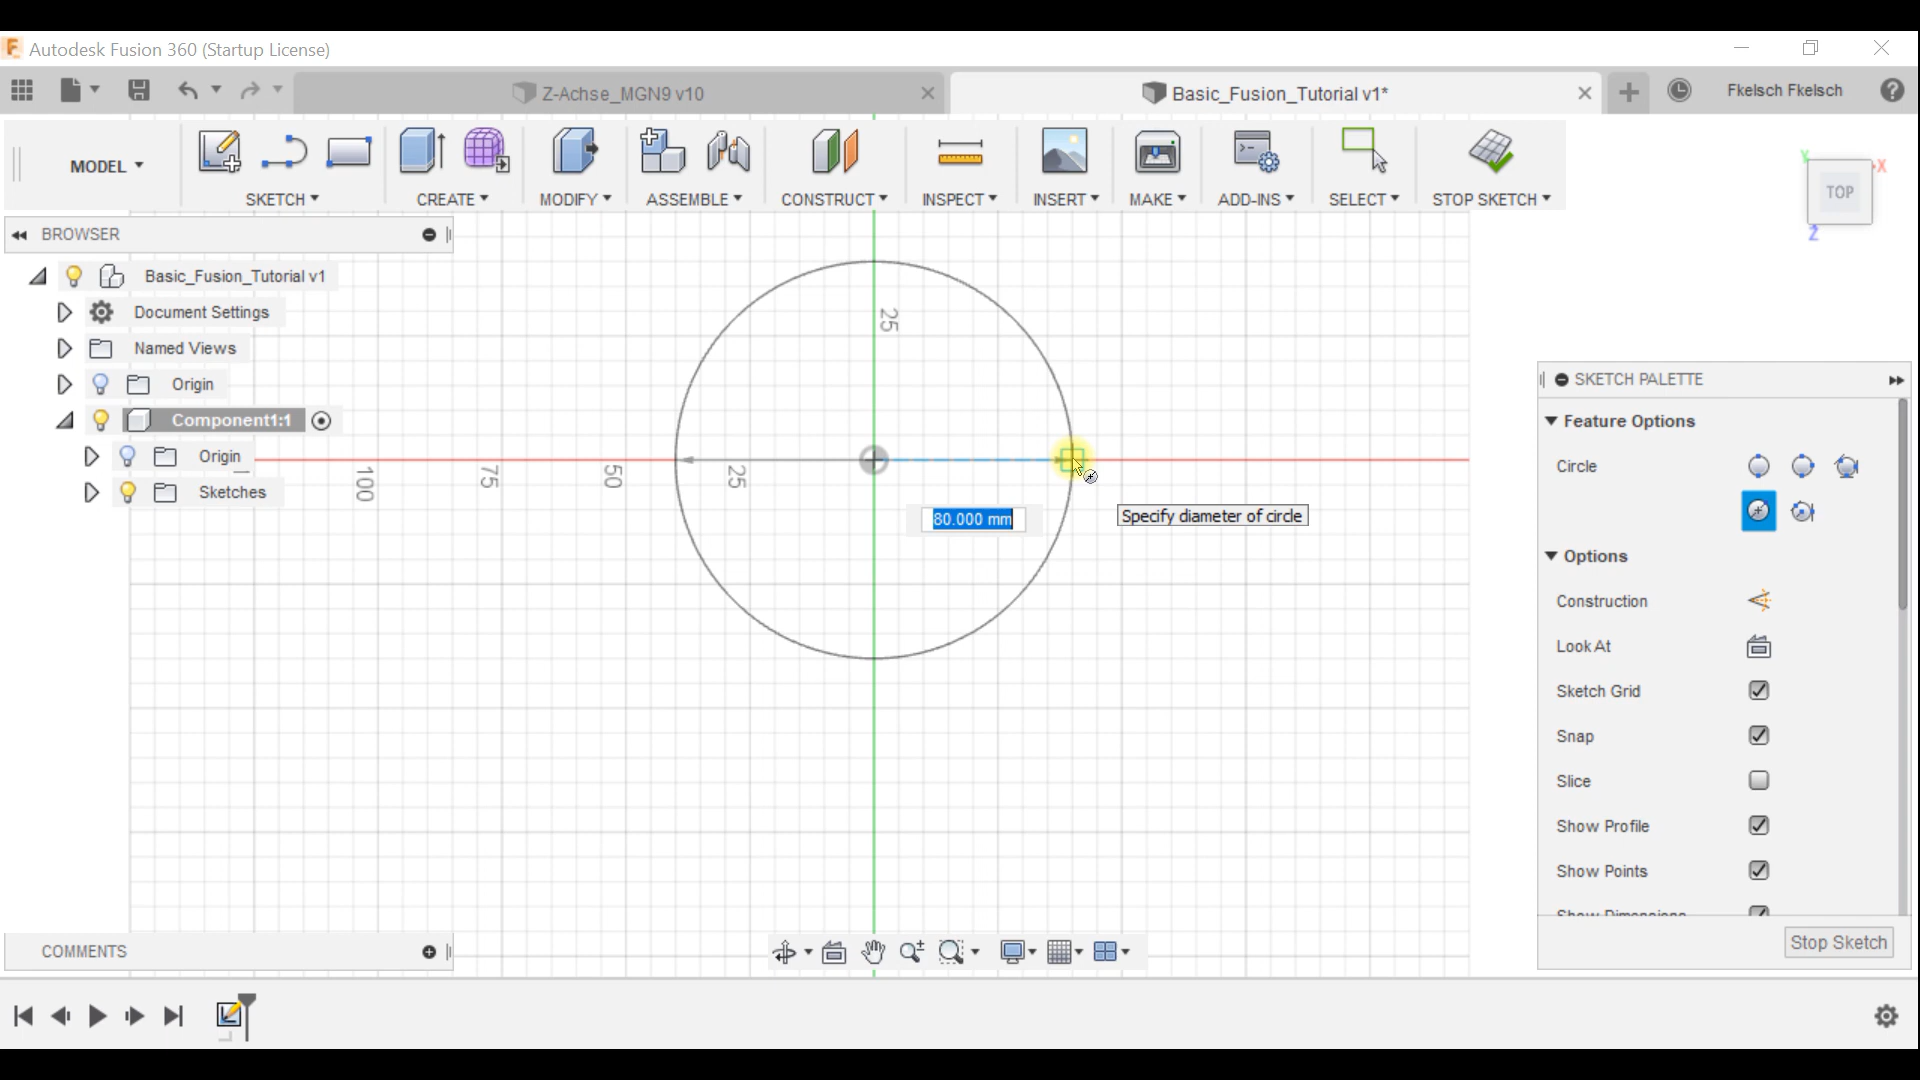 Autodesk Fusion 360 (Startup License)
Z-Achse_MGN9 v10
Basic_Fusion_Tutorial v1*
Fkelsch Fkelsch
MODEL
SKETCH
CREATE
MODIFY
ASSEMBLE
CONSTRUCT
INSPECT
INSERT
MAKE
ADD-INS
SELECT
STOP SKETCH
Y
X
TOP
Z
BROWSER
Basic_Fusion_Tutorial v1
Document Settings
Named Views
Origin
Component1:1
Origin
Sketches
25
100
75
50
25
80.000 mm
Specify diameter of circle
SKETCH PALETTE
Feature Options
Circle
Options
Construction
Look At
Sketch Grid
Snap
Slice
Show Profile
Show Points
Show Dimensions
Stop Sketch
COMMENTS